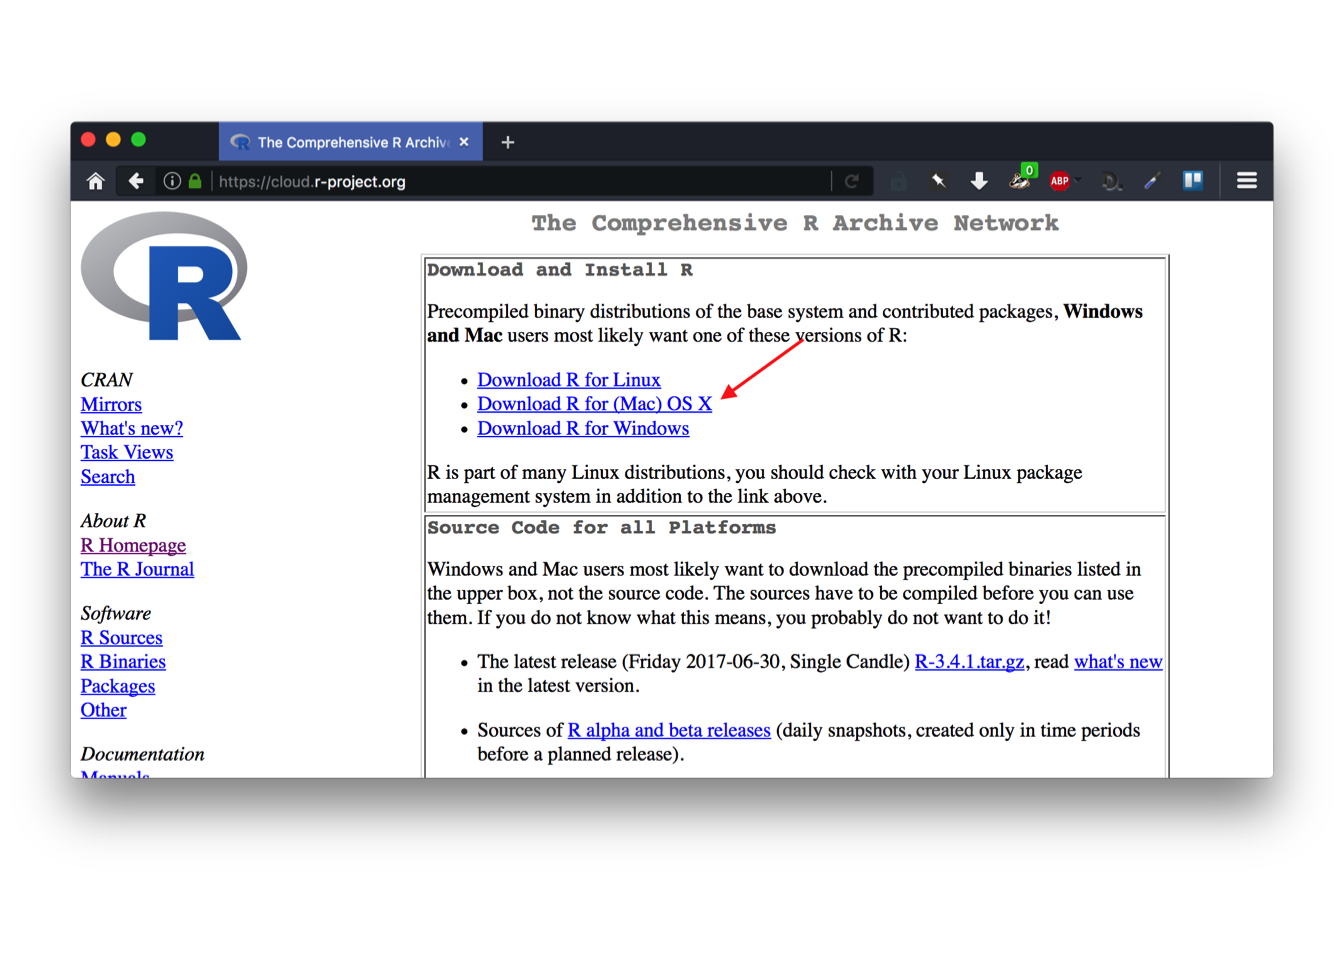 The Comprehensive R Archiv
https://cloud.r-project.org
0
ABP
R
The Comprehensive R Archive Network
CRAN
Mirrors
What's new?
Task Views
Search
About R
R Homepage
The R Journal
Software
R Sources
R Binaries
Packages
Other
Documentation
Manuals
Download and Install R
Precompiled binary distributions of the base system and contributed packages, Windows
and Mac users most likely want one of these versions of R:
Download R for Linux
Download R for (Mac) OS X
Download R for Windows
R is part of many Linux distributions, you should check with your Linux package
management system in addition to the link above.
Source Code for all Platforms
Windows and Mac users most likely want to download the precompiled binaries listed in
the upper box, not the source code. The sources have to be compiled before you can use
them. If you do not know what this means, you probably do not want to do it!
The latest release (Friday 2017-06-30, Single Candle) R-3.4.1.tar.gz, read what's new
in the latest version.
Sources of R alpha and beta releases (daily snapshots, created only in time periods
before a planned release).